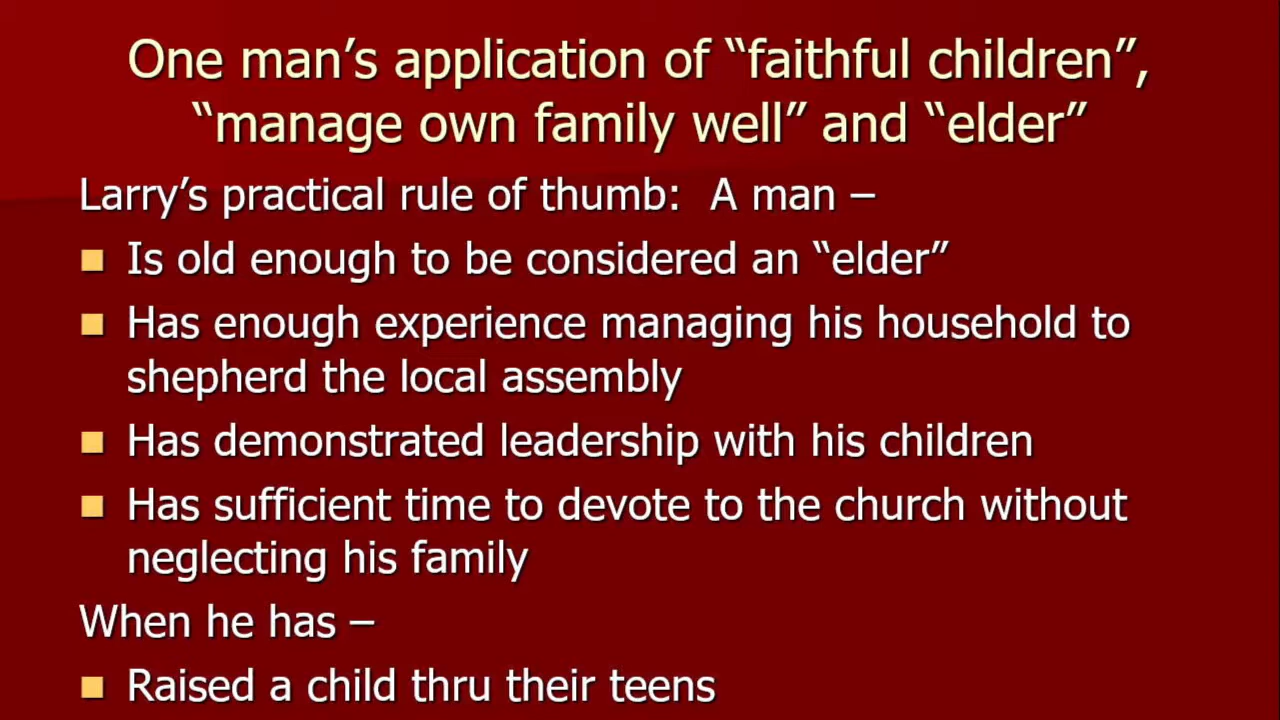 One man’s application of “faithful children”,
“manage own family well” and “elder”
Larry’s practical rule of thumb:  A man –
Is old enough to be considered an “elder”
Has enough experience managing his household to
shepherd the local assembly
Has demonstrated leadership with his children
Has sufficient time to devote to the church without
neglecting his family
When he has –
Raised a child thru their teens